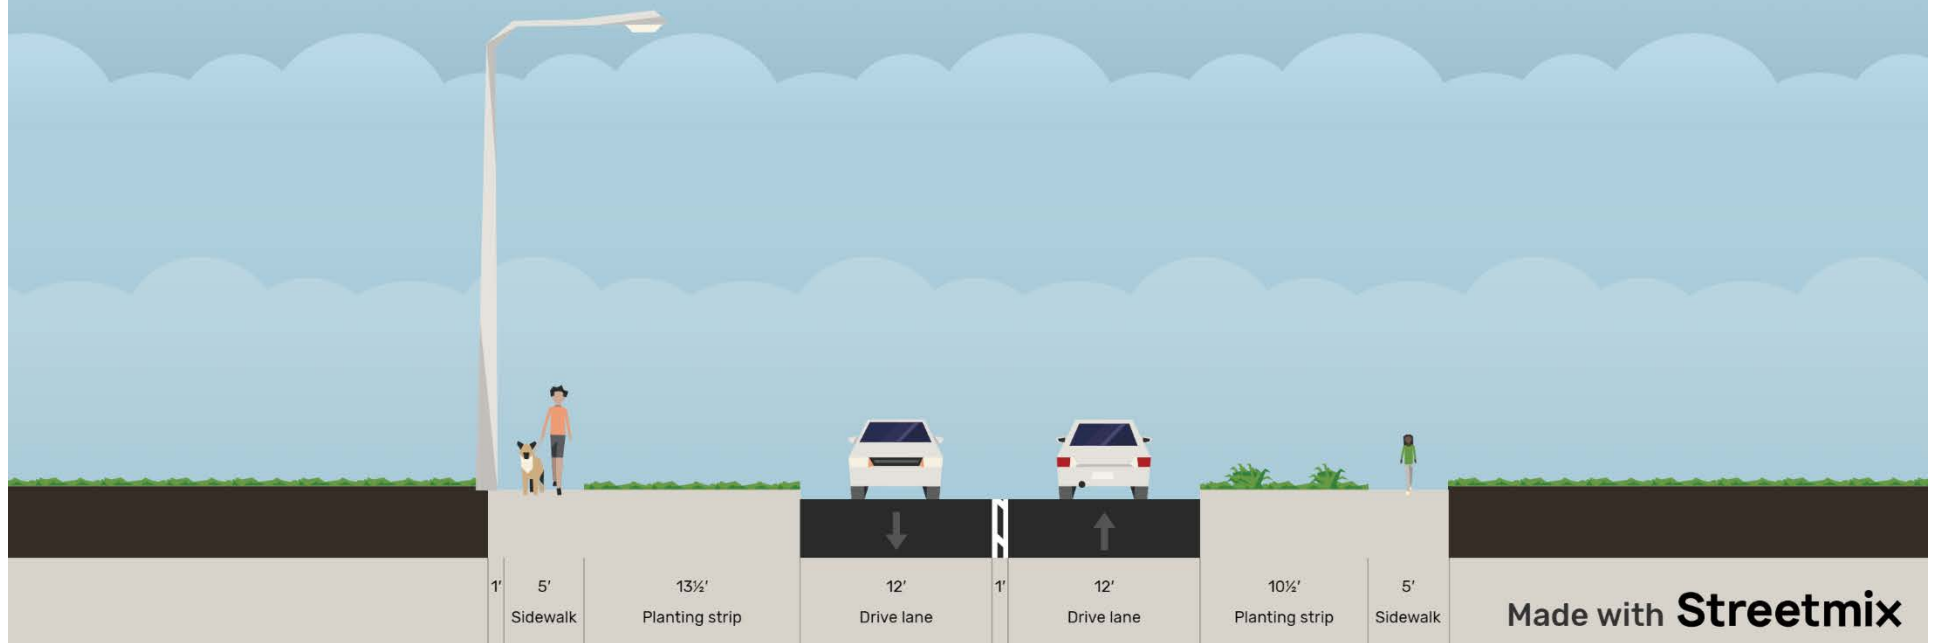 1' 5' 13½' 12' 1' 12' 10½' 5'
Sidewalk Planting strip Drive lane Drive lane Planting strip Sidewalk
Made with Streetmix